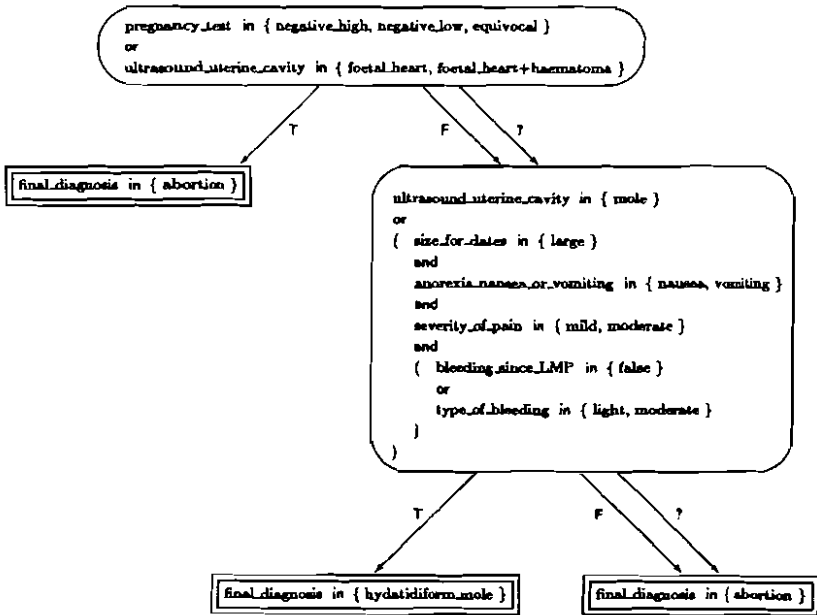 pregnancy_test in { negative_high, negative_low, equivocal }
or
ultrasound_uterine_cavity in { foetal_heart, foetal_heart+haematoma }
T
F
?
final_diagnosis in { abortion }
ultrasound_uterine_cavity in { mole }
or
( size_for_dates in { large }
and
anorexia_nausea_or_vomiting in { nausea, vomiting }
and
severity_of_pain in { mild, moderate }
and
( bleeding_since_LMP in { false }
or
type_of_bleeding in { light, moderate }
)
)
T
F
?
final_diagnosis in { hydatidiform_mole }
final_diagnosis in { abortion }